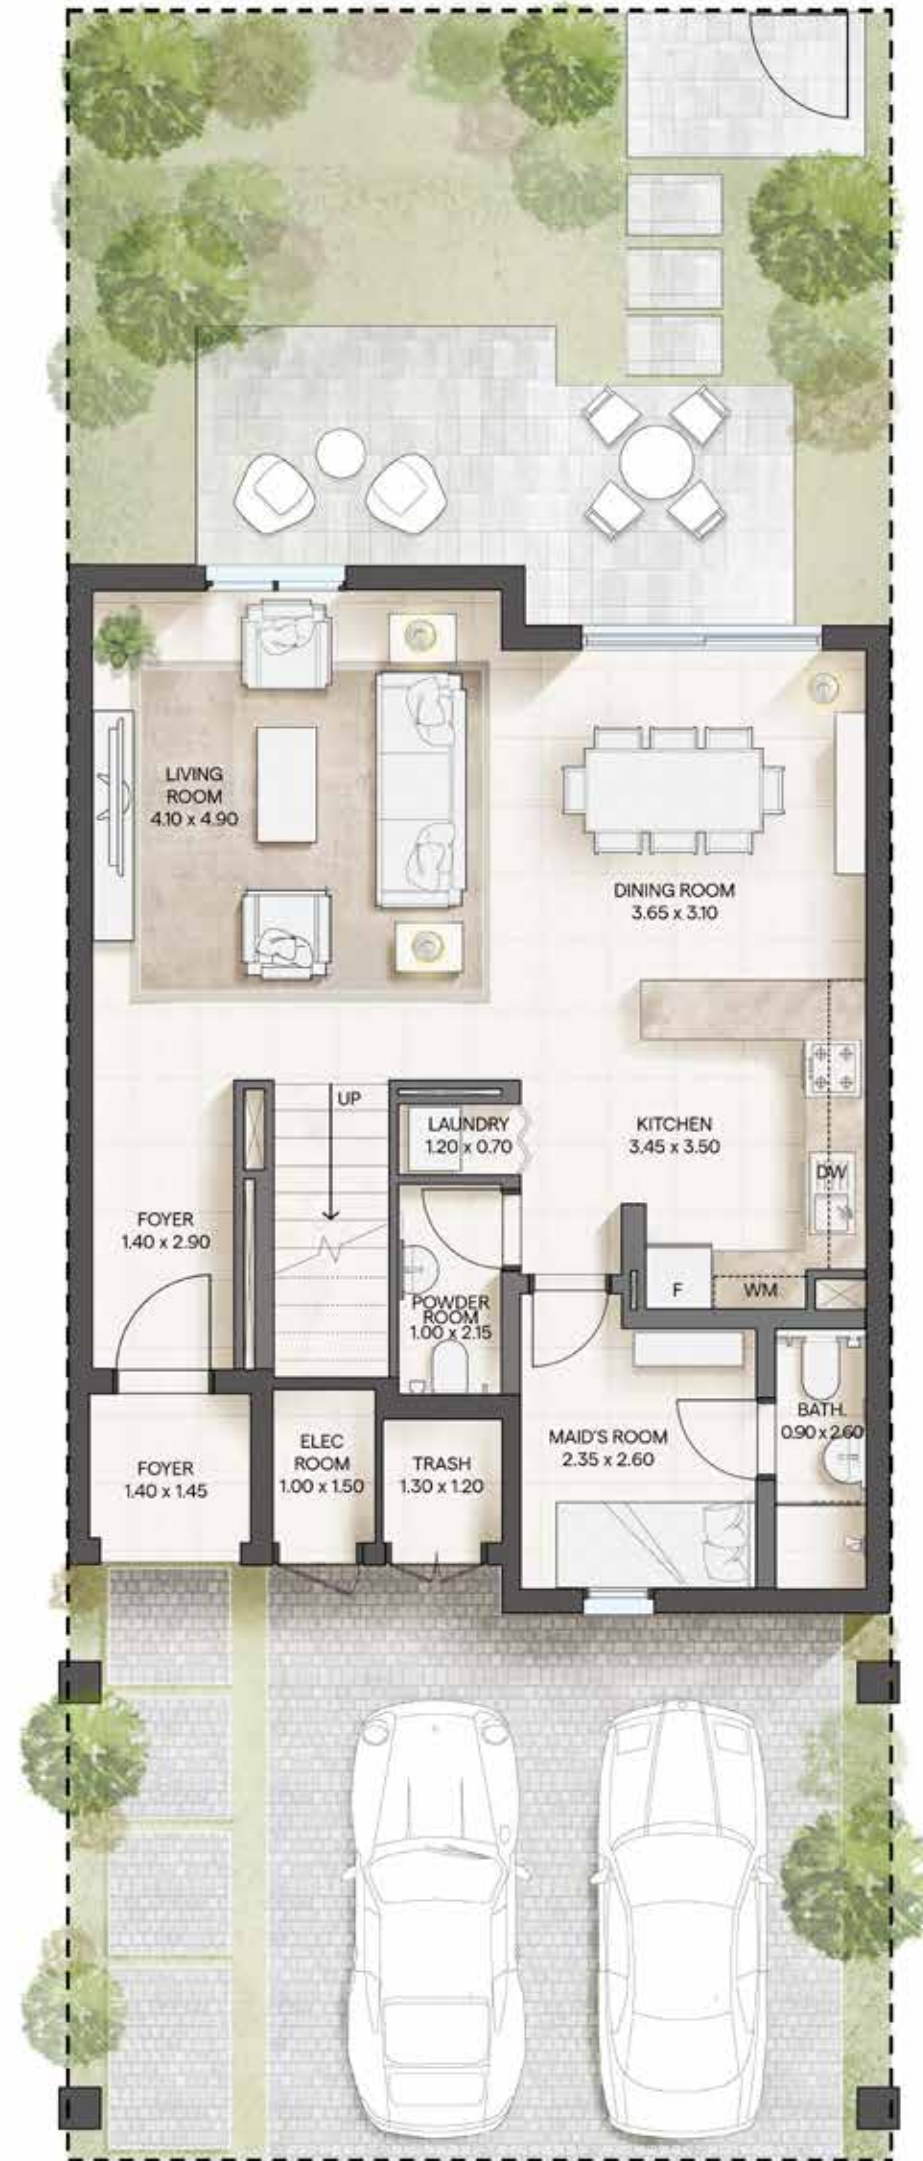 LIVING
ROOM
4.10 x 4.90
DINING ROOM
3.65 x 3.10
UP
LAUNDRY
1.20 x 0.70
KITCHEN
3.45 x 3.50
DW
FOYER
1.40 x 2.90
F
WM
POWDER
ROOM
1.00 x 2.15
BATH.
0.90 x 2.60
MAID'S ROOM
2.35 x 2.60
ELEC
ROOM
1.00 x 1.50
TRASH
1.30 x 1.20
FOYER
1.40 x 1.45